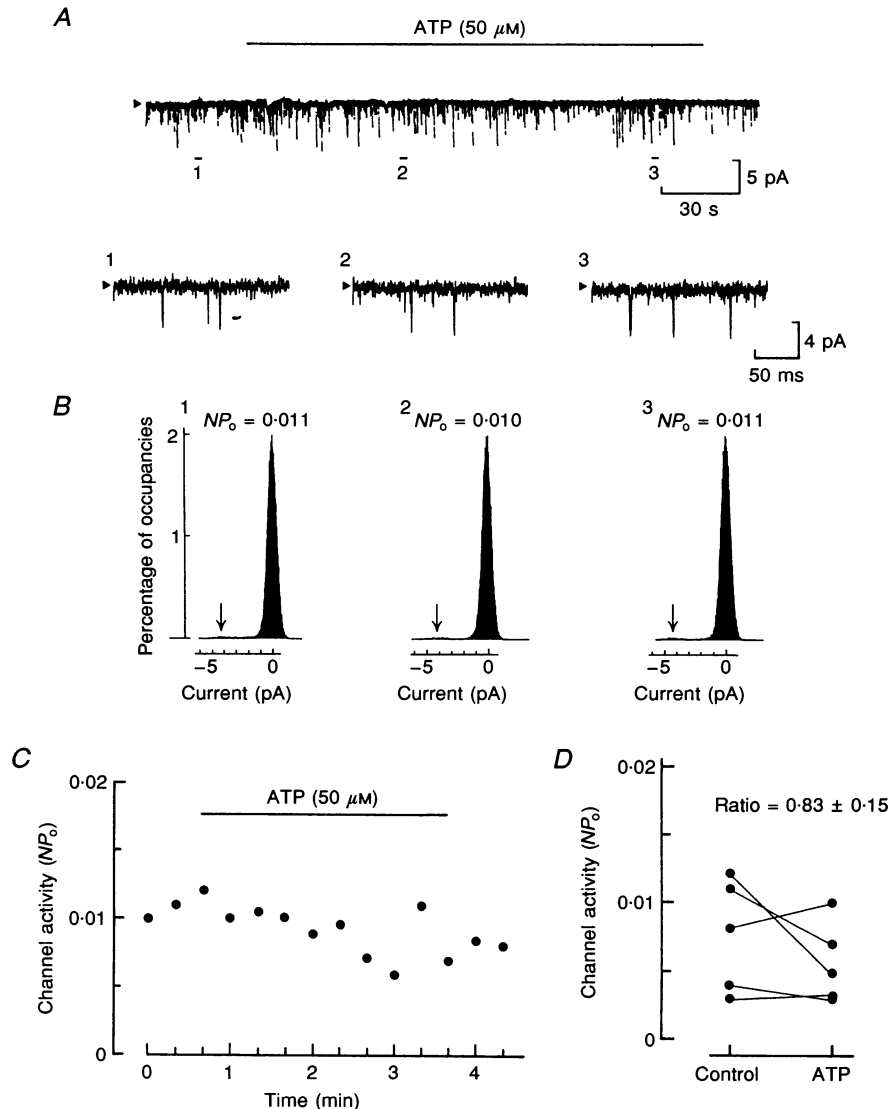 A
ATP (50 μM)
1
2
3
5 pA
30 s
1
2
3
4 pA
50 ms
B
1
NPo = 0·011
2
NPo = 0·010
3
NPo = 0·011
Percentage of occupancies
2
1
−5 0
−5 0
−5 0
Current (pA)
Current (pA)
Current (pA)
C
Channel activity (NPo)
0·02
0·01
0
ATP (50 μM)
0 1 2 3 4
Time (min)
D
Channel activity (NPo)
0·02
0·01
0
Ratio = 0·83 ± 0·15
Control ATP